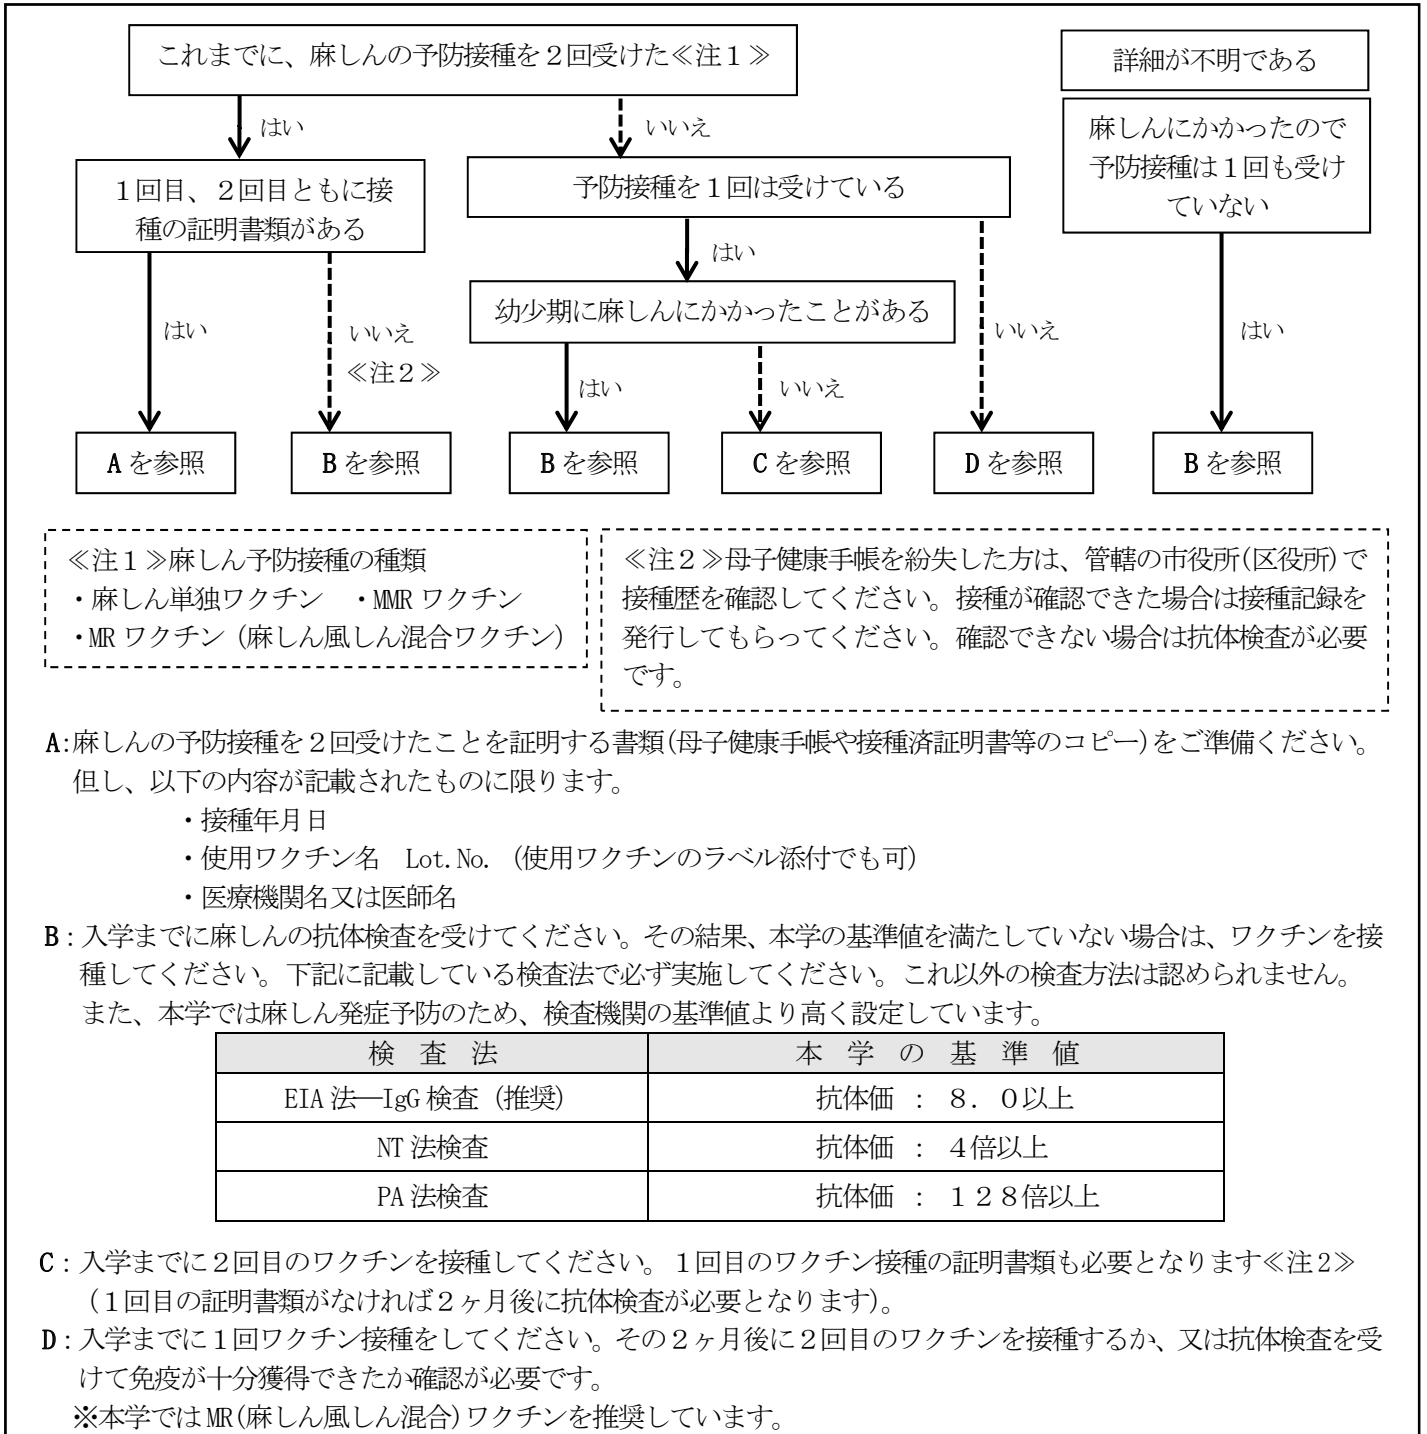 これまでに、麻しんの予防接種を２回受けた≪注１≫
詳細が不明である
はい
いいえ
麻しんにかかったので
予防接種は１回も受け
ていない
１回目、２回目ともに接
種の証明書類がある
予防接種を１回は受けている
はい
幼少期に麻しんにかかったことがある
はい
いいえ
≪注２≫
はい
いいえ
いいえ
はい
Aを参照
Bを参照
Bを参照
Cを参照
Dを参照
Bを参照
≪注１≫麻しん予防接種の種類
・麻しん単独ワクチン　・MMRワクチン
・MRワクチン（麻しん風しん混合ワクチン）
≪注２≫母子健康手帳を紛失した方は、管轄の市役所(区役所)で
接種歴を確認してください。接種が確認できた場合は接種記録を
発行してもらってください。確認できない場合は抗体検査が必要
です。
A:麻しんの予防接種を２回受けたことを証明する書類(母子健康手帳や接種済証明書等のコピー)をご準備ください。
但し、以下の内容が記載されたものに限ります。
・接種年月日
・使用ワクチン名　Lot.No.（使用ワクチンのラベル添付でも可）
・医療機関名又は医師名
B：入学までに麻しんの抗体検査を受けてください。その結果、本学の基準値を満たしていない場合は、ワクチンを接
種してください。下記に記載している検査法で必ず実施してください。これ以外の検査方法は認められません。
また、本学では麻しん発症予防のため、検査機関の基準値より高く設定しています。
検　査　法　本　学　の　基　準　値
EIA法―IgG検査（推奨）　抗体価　：　８．０以上
NT法検査　抗体価　：　４倍以上
PA法検査　抗体価　：　１２８倍以上
C：入学までに２回目のワクチンを接種してください。１回目のワクチン接種の証明書類も必要となります≪注2≫
（１回目の証明書類がなければ２ヶ月後に抗体検査が必要となります）。
D：入学までに１回ワクチン接種をしてください。その２ヶ月後に２回目のワクチンを接種するか、又は抗体検査を受
けて免疫が十分獲得できたか確認が必要です。
※本学ではMR(麻しん風しん混合)ワクチンを推奨しています。